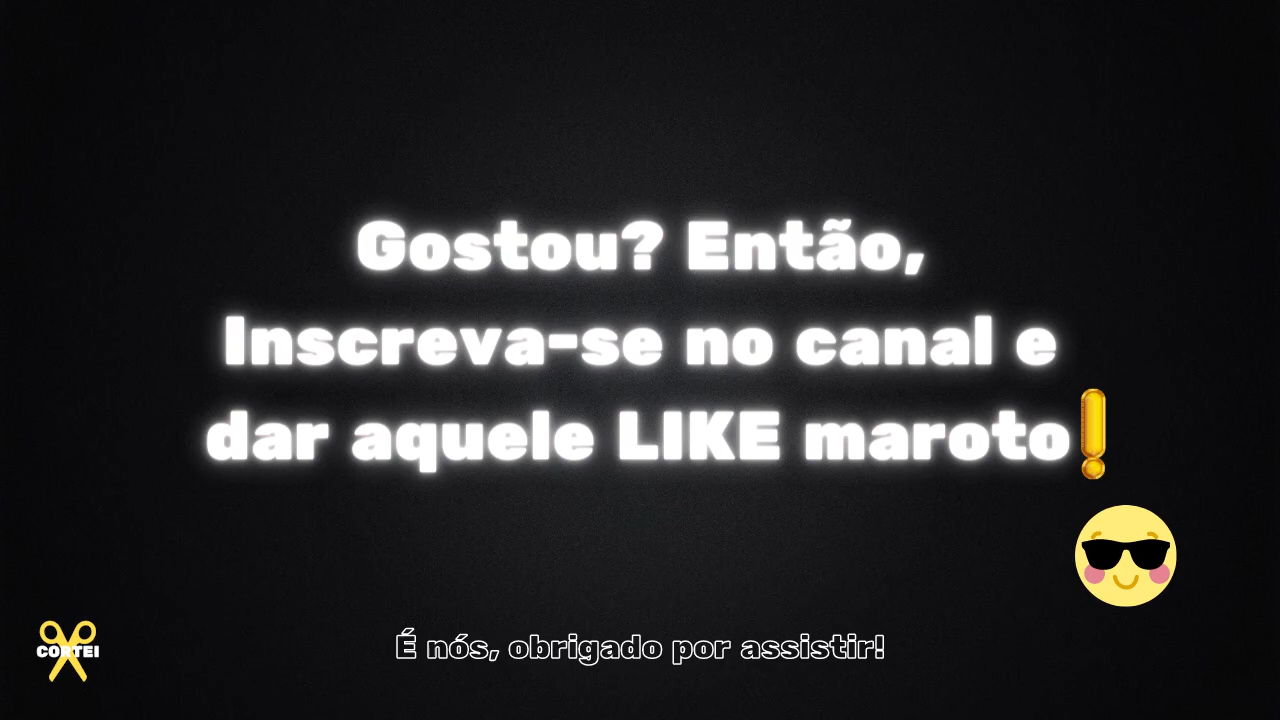 Gostou? Então,
Inscreva-se no canal e
dar aquele LIKE maroto!
É nós, obrigado por assistir!
CORTEI